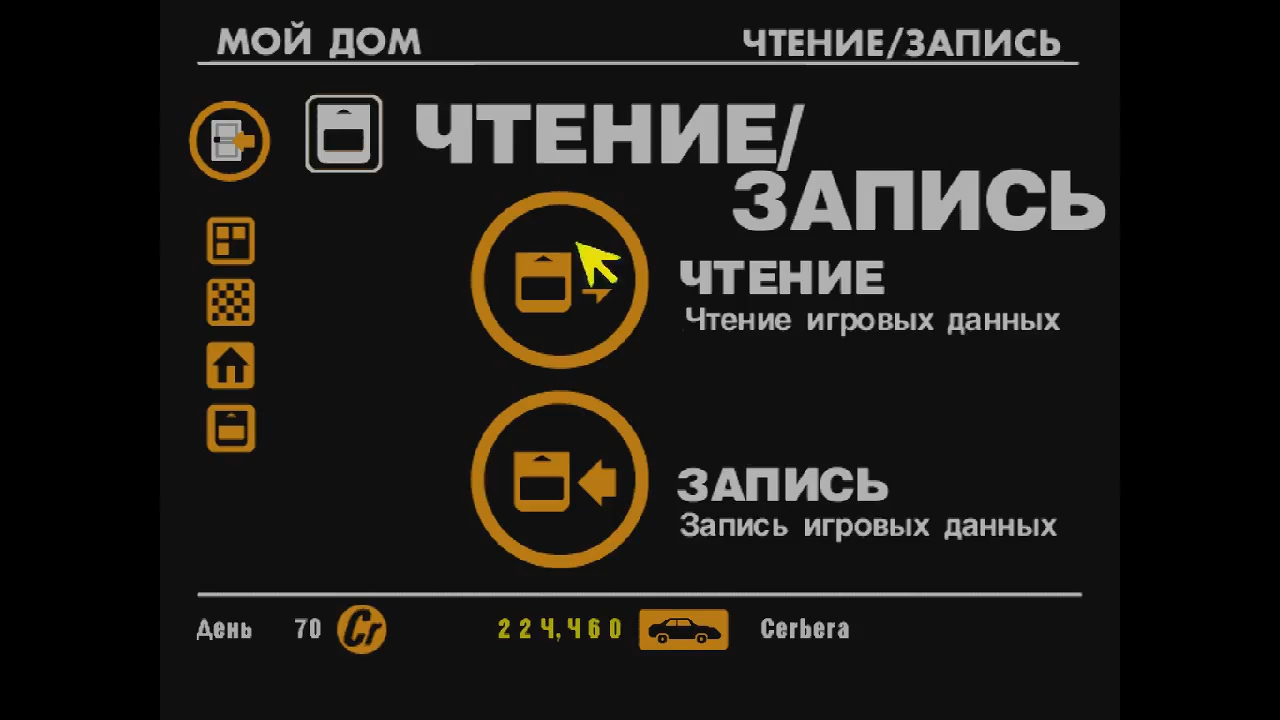 МОЙ ДОМ
ЧТЕНИЕ/ЗАПИСЬ
ЧТЕНИЕ/
ЗАПИСЬ
ЧТЕНИЕ
Чтение игровых данных
ЗАПИСЬ
Запись игровых данных
День 70 Cr 224,460 Cerbera